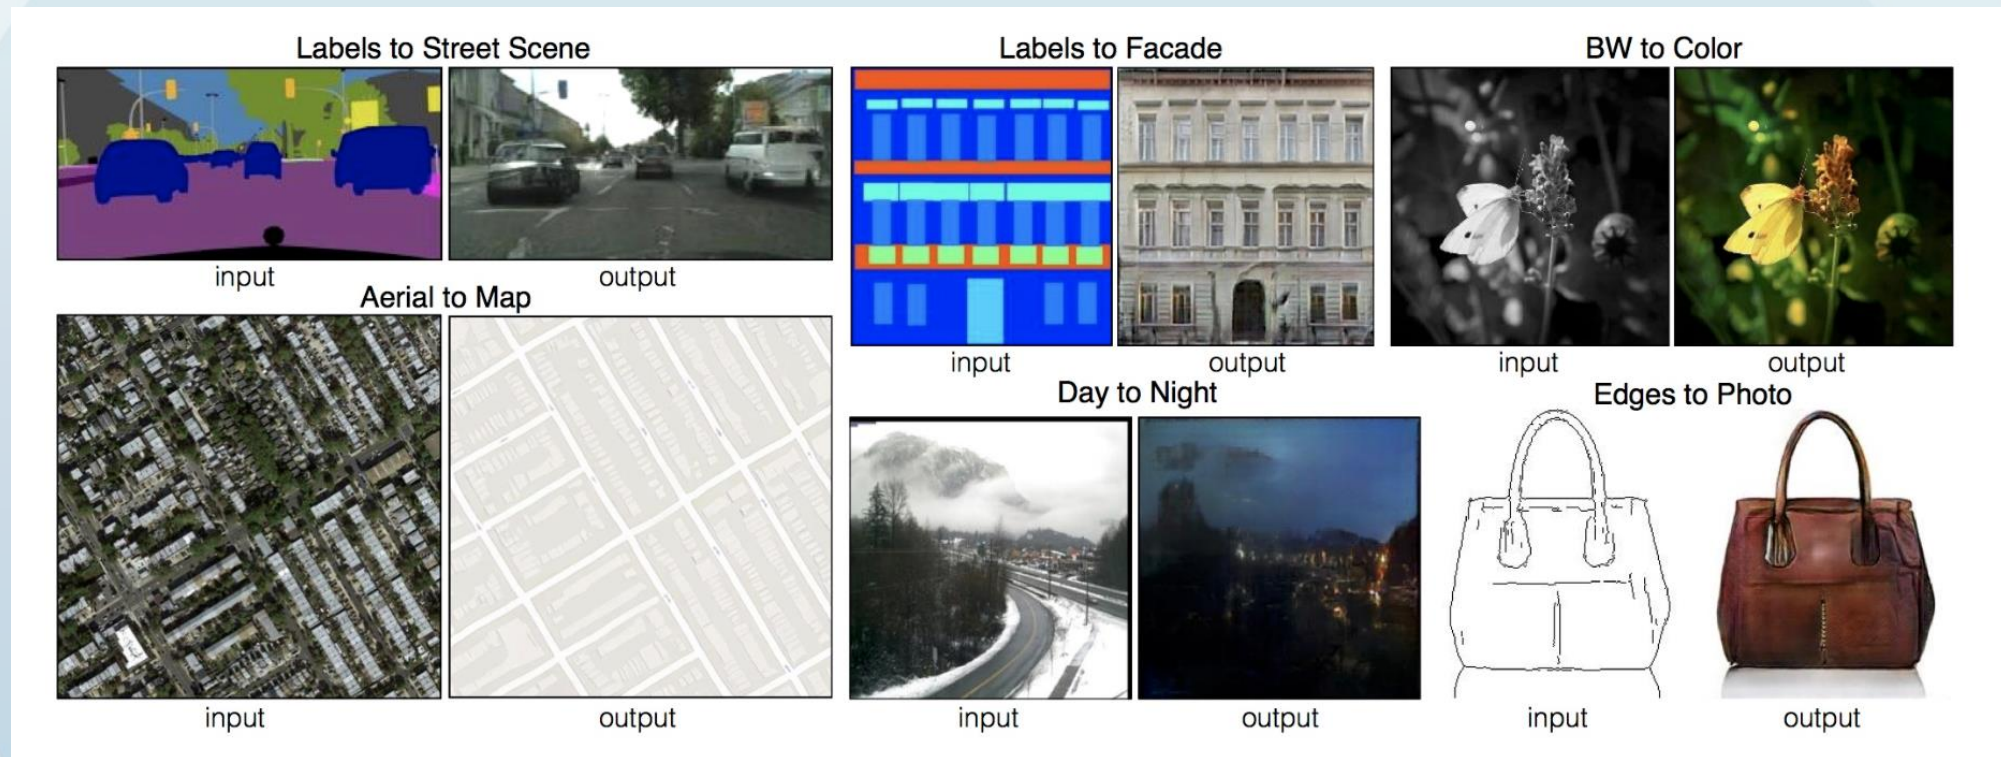 Labels to Street Scene
input
output
Aerial to Map
input
output
Labels to Facade
input
output
BW to Color
input
output
Day to Night
input
output
Edges to Photo
input
output